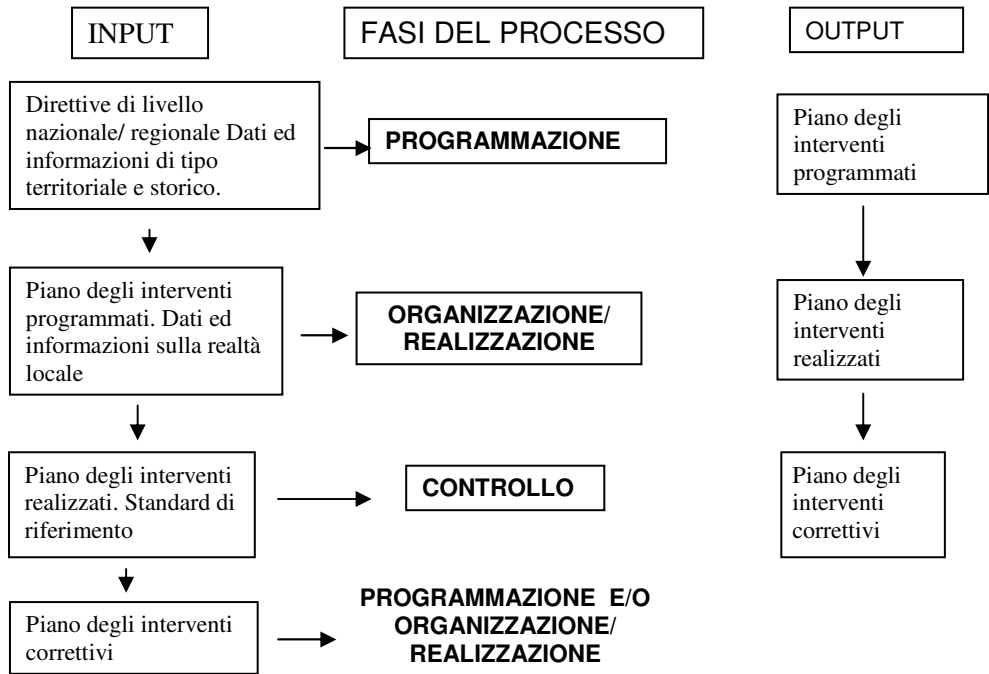 INPUT
FASI DEL PROCESSO
OUTPUT
Direttive di livello
nazionale/ regionale Dati ed
informazioni di tipo
territoriale e storico.
PROGRAMMAZIONE
Piano degli
interventi
programmati
Piano degli interventi
programmati. Dati ed
informazioni sulla realtà
locale
ORGANIZZAZIONE/
REALIZZAZIONE
Piano degli
interventi
realizzati
Piano degli interventi
realizzati. Standard di
riferimento
CONTROLLO
Piano degli
interventi
correttivi
Piano degli interventi
correttivi
PROGRAMMAZIONE E/O
ORGANIZZAZIONE/
REALIZZAZIONE